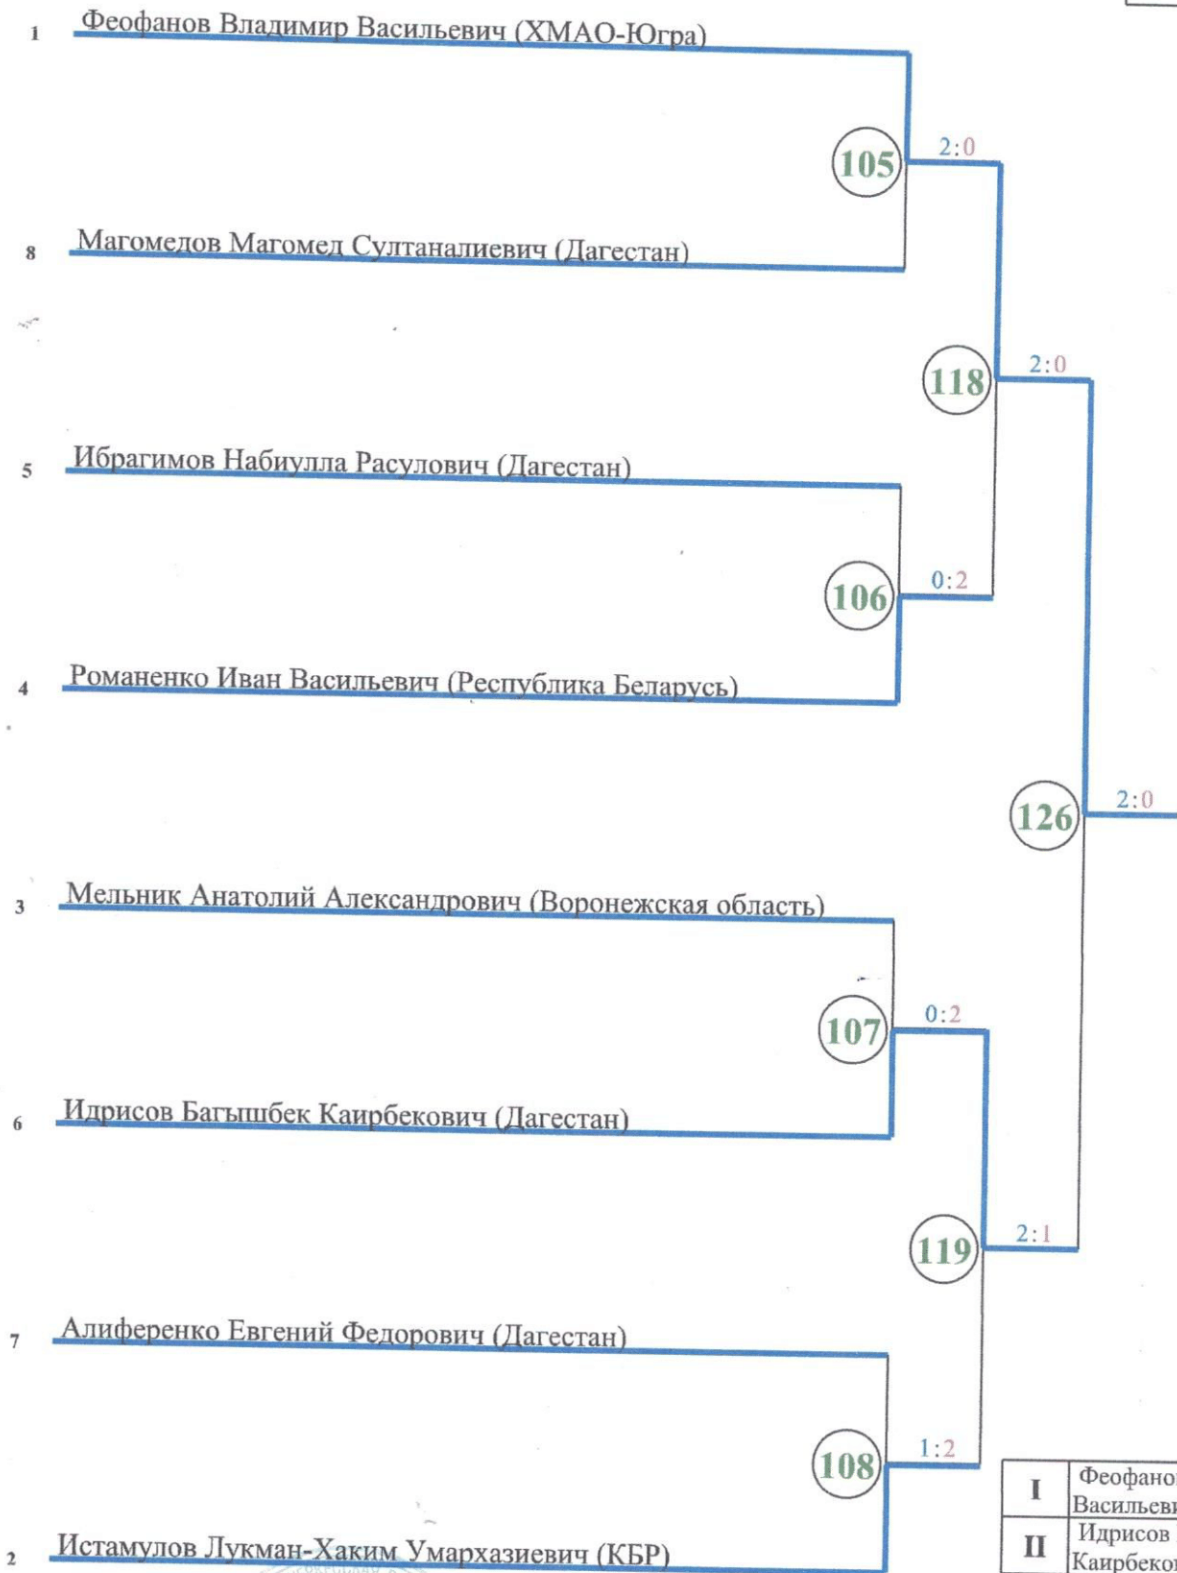 1 Феофанов Владимир Васильевич (ХМАО-Югра)
105 2:0
8 Магомедов Магомед Султаналиевич (Дагестан)
118 2:0
5 Ибрагимов Набиулла Расулович (Дагестан)
106 0:2
4 Романенко Иван Васильевич (Республика Беларусь)
126 2:0
3 Мельник Анатолий Александрович (Воронежская область)
107 0:2
6 Идрисов Багышбек Каирбекович (Дагестан)
119 2:1
7 Алиференко Евгений Федорович (Дагестан)
108 1:2
I Феофанов
Васильеви
II Идрисов
Каирбеков
2 Истамулов Лукман-Хаким Умархазиевич (КБР)